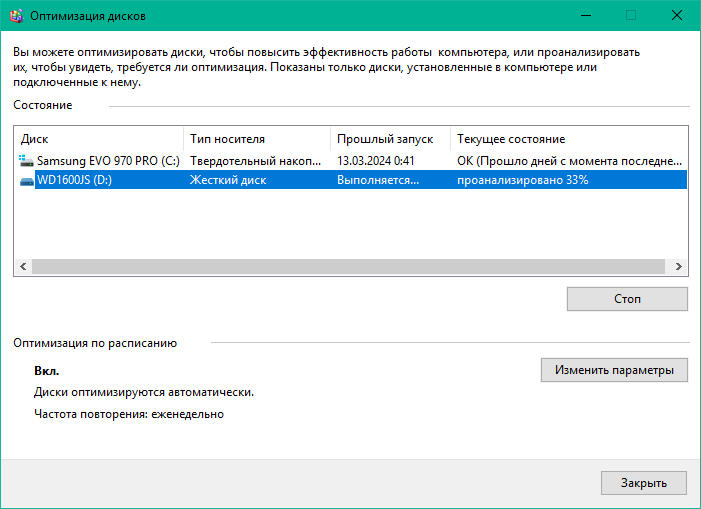 Оптимизация дисков
Вы можете оптимизировать диски, чтобы повысить эффективность работы компьютера, или проанализировать
их, чтобы увидеть, требуется ли оптимизация. Показаны только диски, установленные в компьютере или
подключенные к нему.
Состояние
Диск Тип носителя Прошлый запуск Текущее состояние
Samsung EVO 970 PRO (C:) Твердотельный накоп... 13.03.2024 0:41 ОК (Прошло дней с момента последне...
WD1600JS (D:) Жесткий диск Выполняется... проанализировано 33%
Стоп
Оптимизация по расписанию
Вкл.
Изменить параметры
Диски оптимизируются автоматически.
Частота повторения: еженедельно
Закрыть